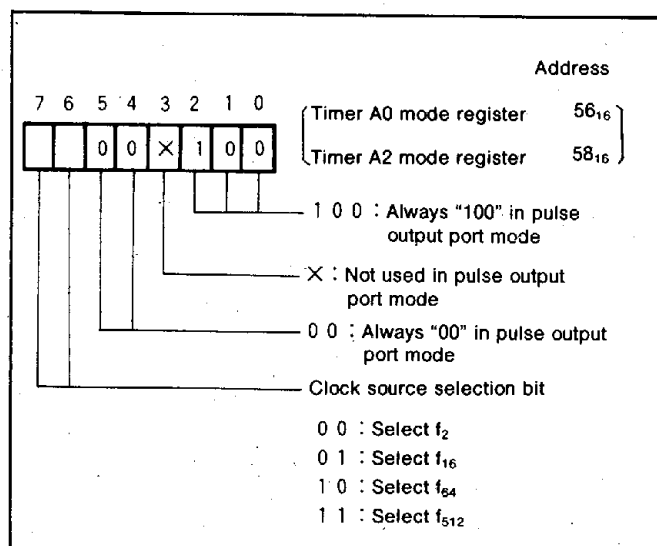 Address
7 6 5 4 3 2 1 0
Timer A0 mode register 56₁₆
0 0 × 1 0 0
Timer A2 mode register 58₁₆
1 0 0 : Always "100" in pulse
output port mode
× : Not used in pulse output
port mode
0 0 : Always "00" in pulse output
port mode
Clock source selection bit
0 0 : Select f₂
0 1 : Select f₁₆
1 0 : Select f₆₄
1 1 : Select f₅₁₂